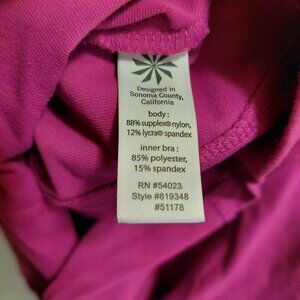 Designed in
Sonoma County,
California
body :
88% supplex® nylon,
12% lycra® spandex
inner bra :
85% polyester,
15% spandex
RN #54023
Style #819348
#51178